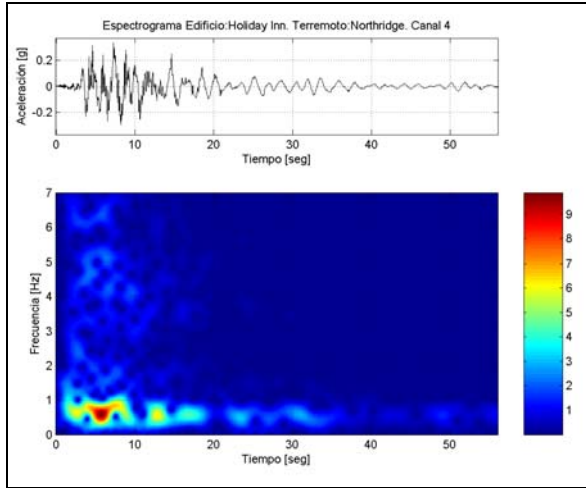 Espectrograma Edificio:Holiday Inn. Terremoto:Northridge. Canal 4
Aceleración [g]
0.2
0
-0.2
0 10 20 30 40 50
Tiempo [seg]
Frecuencia [Hz]
7
6
5
4
3
2
1
0
0 10 20 30 40 50
Tiempo [seg]
9
8
7
6
5
4
3
2
1